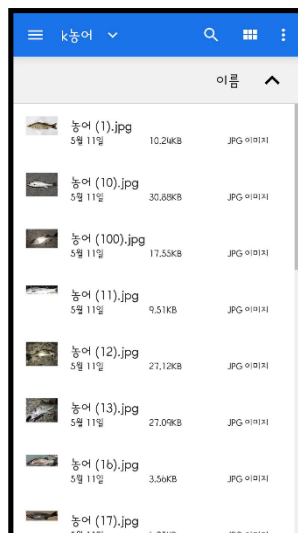 k농어
이름
농어 (1).jpg
5월 11일 10.24KB JPG 이미지
농어 (10).jpg
5월 11일 30.88KB JPG 이미지
농어 (100).jpg
5월 11일 17.55KB JPG 이미지
농어 (11).jpg
5월 11일 9.51KB JPG 이미지
농어 (12).jpg
5월 11일 27.12KB JPG 이미지
농어 (13).jpg
5월 11일 27.09KB JPG 이미지
농어 (16).jpg
5월 11일 3.56KB JPG 이미지
농어 (17).jpg